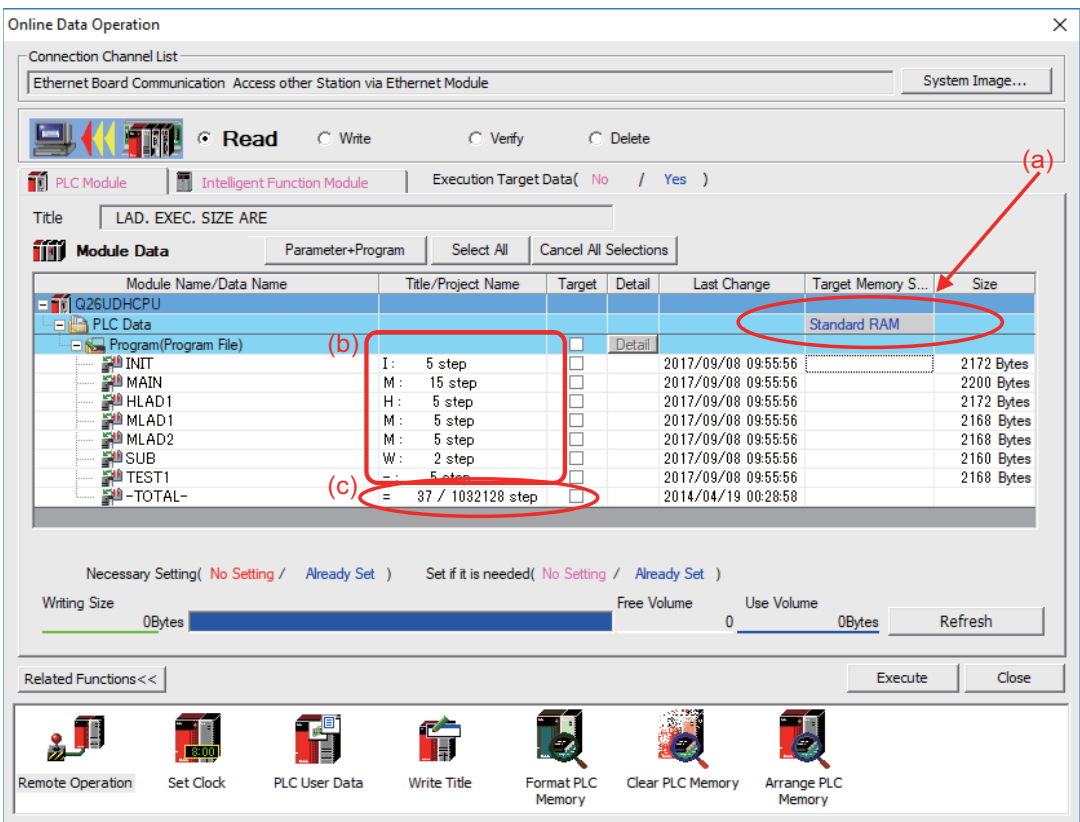 Online Data Operation
Connection Channel List
Ethernet Board Communication Access other Station via Ethernet Module
System Image...
Read Write Verify Delete
(a)
PLC Module Intelligent Function Module Execution Target Data( No / Yes )
Title LAD. EXEC. SIZE ARE
Module Data Parameter+Program Select All Cancel All Selections
Module Name/Data Name Title/Project Name Target Detail Last Change Target Memory S... Size
Q26UDHCPU
PLC Data Standard RAM
Program(Program File) (b) Detail
INIT I : 5 step 2017/09/08 09:55:56 2172 Bytes
MAIN M : 15 step 2017/09/08 09:55:56 2200 Bytes
HLAD1 H : 5 step 2017/09/08 09:55:56 2172 Bytes
MLAD1 M : 5 step 2017/09/08 09:55:56 2168 Bytes
MLAD2 M : 5 step 2017/09/08 09:55:56 2168 Bytes
SUB W : 2 step 2017/09/08 09:55:56 2160 Bytes
TEST1 - : 5 step 2017/09/08 09:55:56 2168 Bytes
(c)
-TOTAL- = 37 / 1032128 step 2014/04/19 00:28:58
Necessary Setting( No Setting / Already Set ) Set if it is needed( No Setting / Already Set )
Writing Size Free Volume Use Volume
0Bytes 0 0Bytes Refresh
Related Functions<< Execute Close
8:00
Remote Operation Set Clock PLC User Data Write Title Format PLC Memory Clear PLC Memory Arrange PLC Memory